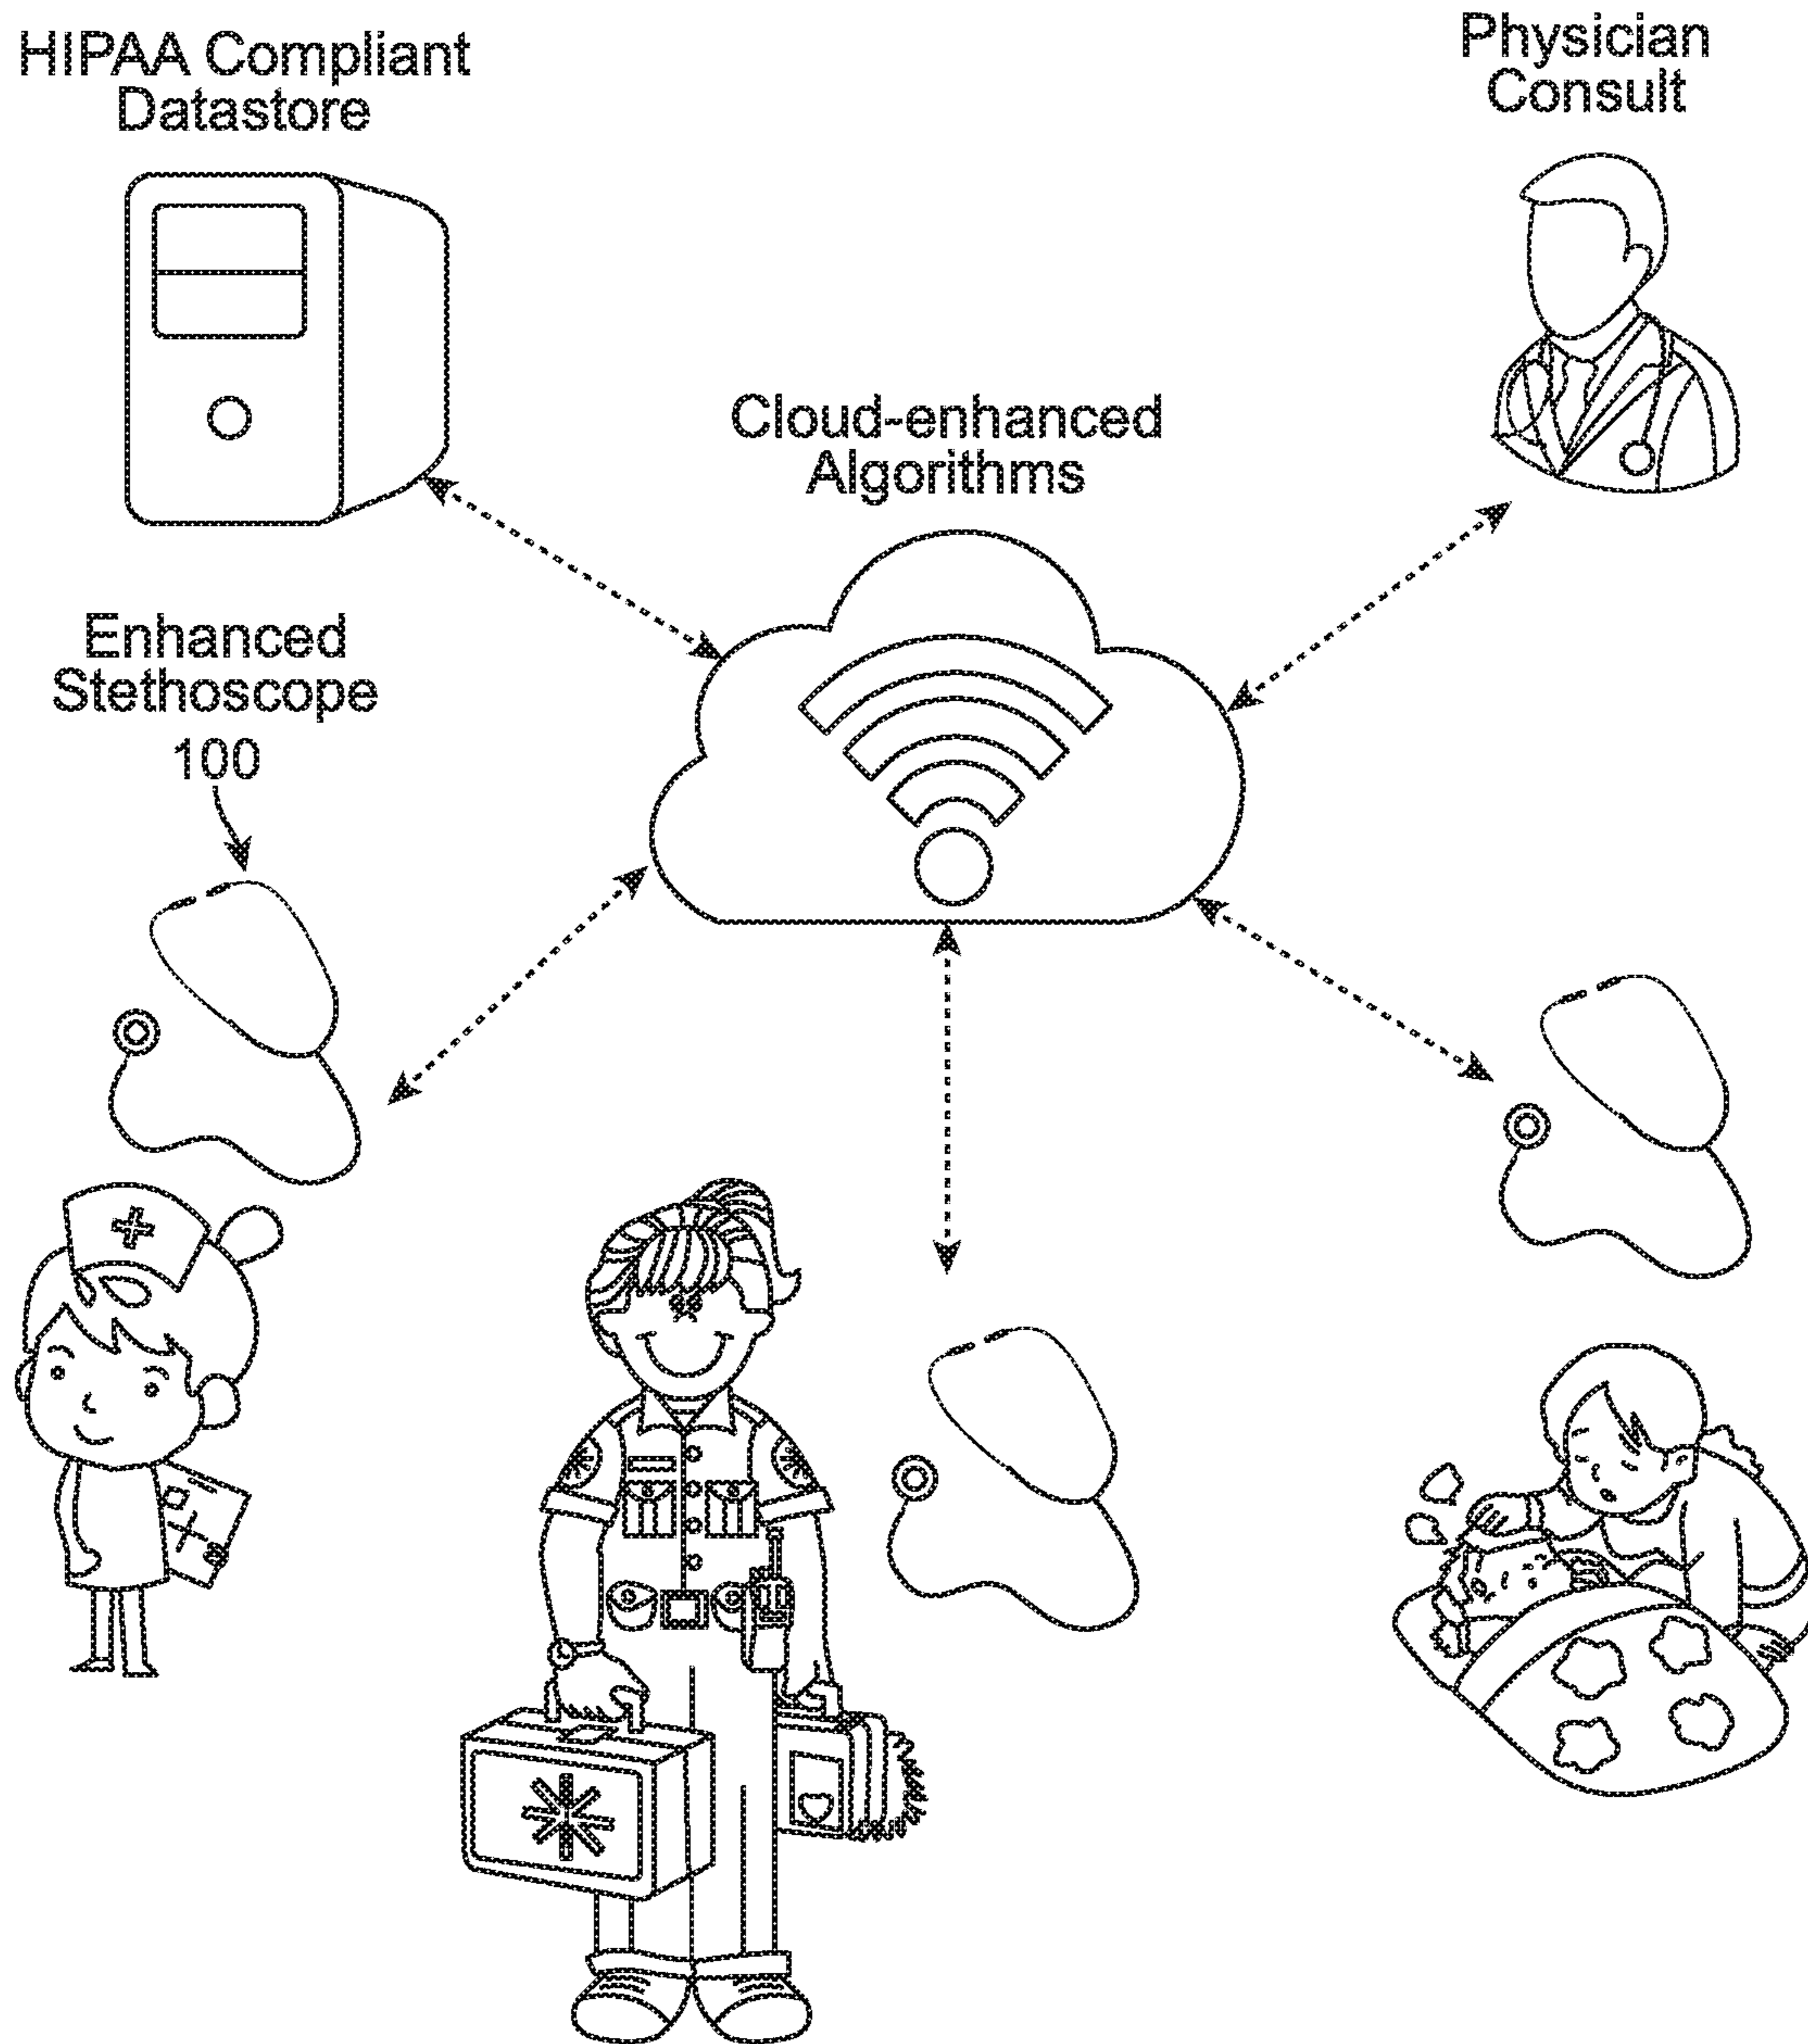 HIPAA Compliant
Datastore
Physician
Consult
Cloud-enhanced
Algorithms
Enhanced
Stethoscope
100